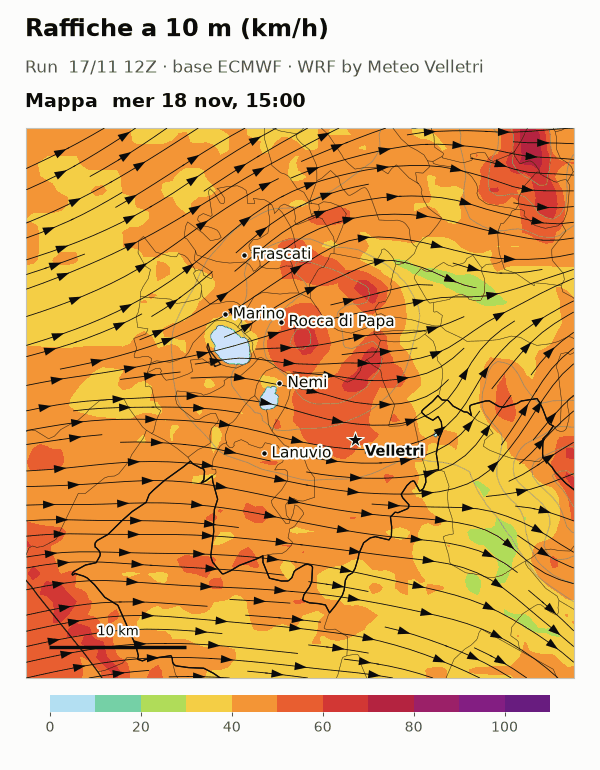 Raffiche a 10 m (km/h)
Run 17/11 12Z · base ECMWF · WRF by Meteo Velletri
Mappa mer 18 nov, 15:00
Frascati
Marino
Rocca di Papa
Nemi
Velletri
Lanuvio
10 km
0 20 40 60 80 100